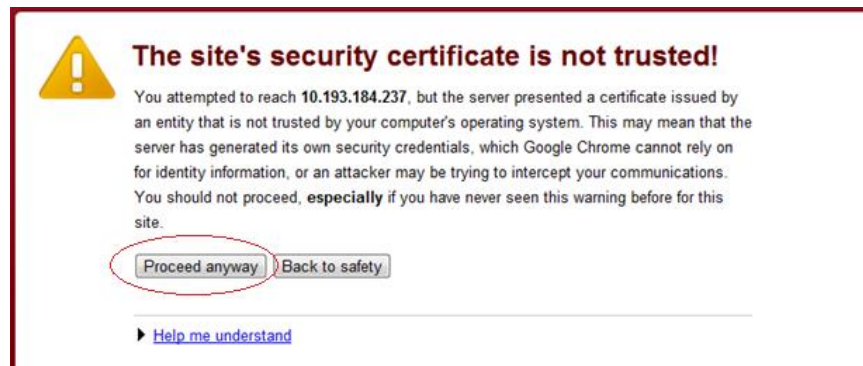 The site's security certificate is not trusted!
You attempted to reach 10.193.184.237, but the server presented a certificate issued by
an entity that is not trusted by your computer's operating system. This may mean that the
server has generated its own security credentials, which Google Chrome cannot rely on
for identity information, or an attacker may be trying to intercept your communications.
You should not proceed, especially if you have never seen this warning before for this
site.
Proceed anyway Back to safety
Help me understand